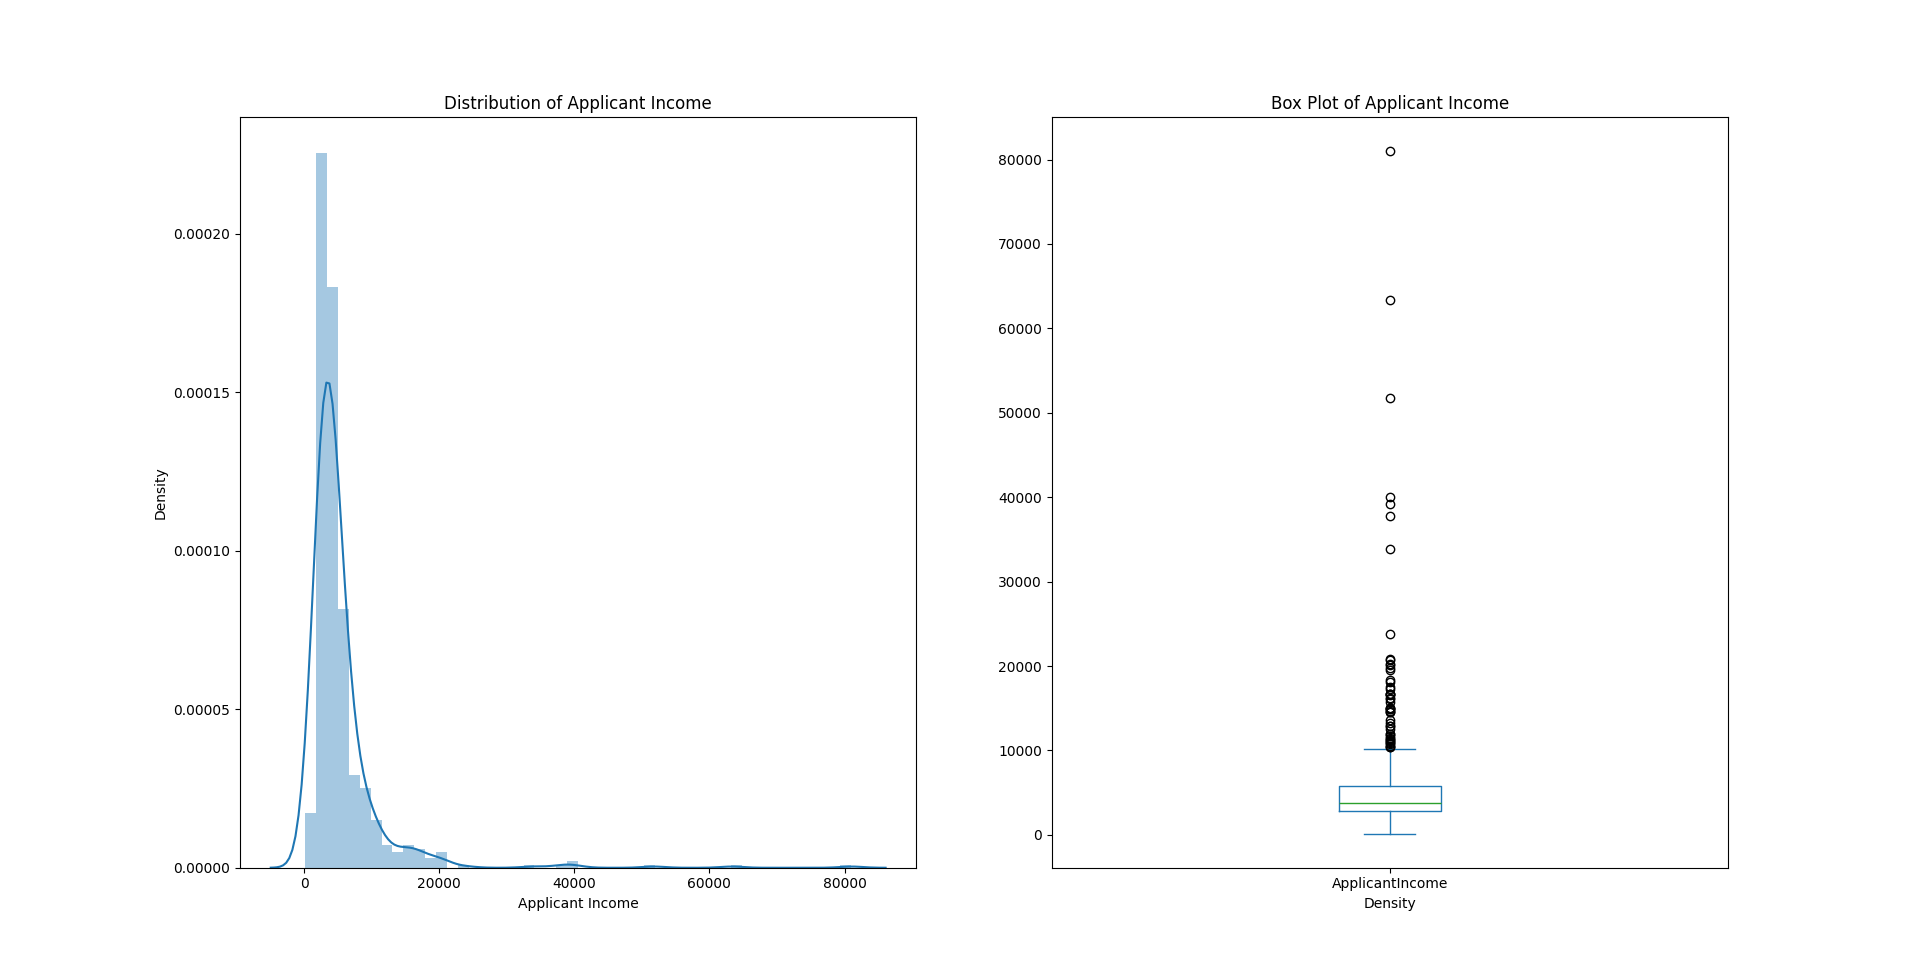 Distribution of Applicant Income
0.00020
0.00015
0.00010
0.00005
0.00000
Density
0 20000 40000 60000 80000
Applicant Income
Box Plot of Applicant Income
80000
70000
60000
50000
40000
30000
20000
10000
0
ApplicantIncome
Density